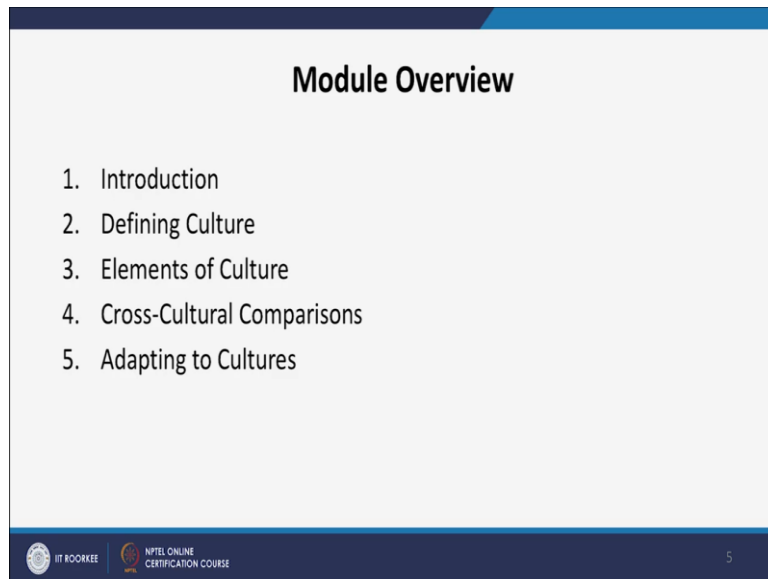 Module Overview
1. Introduction
2. Defining Culture
3. Elements of Culture
4. Cross-Cultural Comparisons
5. Adapting to Cultures
IIT ROORKEE
NPTEL
NPTEL ONLINE
CERTIFICATION COURSE
5